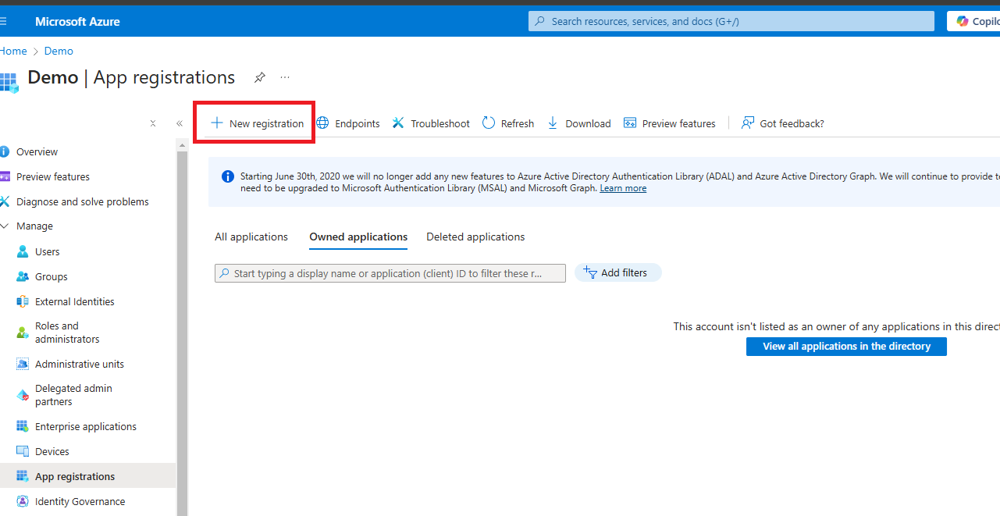 Microsoft Azure
Search resources, services, and docs (G+/)
Home > Demo
Demo | App registrations
New registration
Endpoints
Troubleshoot
Refresh
Download
Preview features
Got feedback?
Overview
Preview features
Diagnose and solve problems
Manage
Users
Groups
External Identities
Roles and
administrators
Administrative units
Delegated admin
partners
Enterprise applications
Devices
App registrations
Identity Governance
Starting June 30th, 2020 we will no longer add any new features to Azure Active Directory Authentication Library (ADAL) and Azure Active Directory Graph. We will continue to provide
need to be upgraded to Microsoft Authentication Library (MSAL) and Microsoft Graph. Learn more
All applications
Owned applications
Deleted applications
Start typing a display name or application (client) ID to filter these r...
Add filters
This account isn't listed as an owner of any applications in this
View all applications in the directory